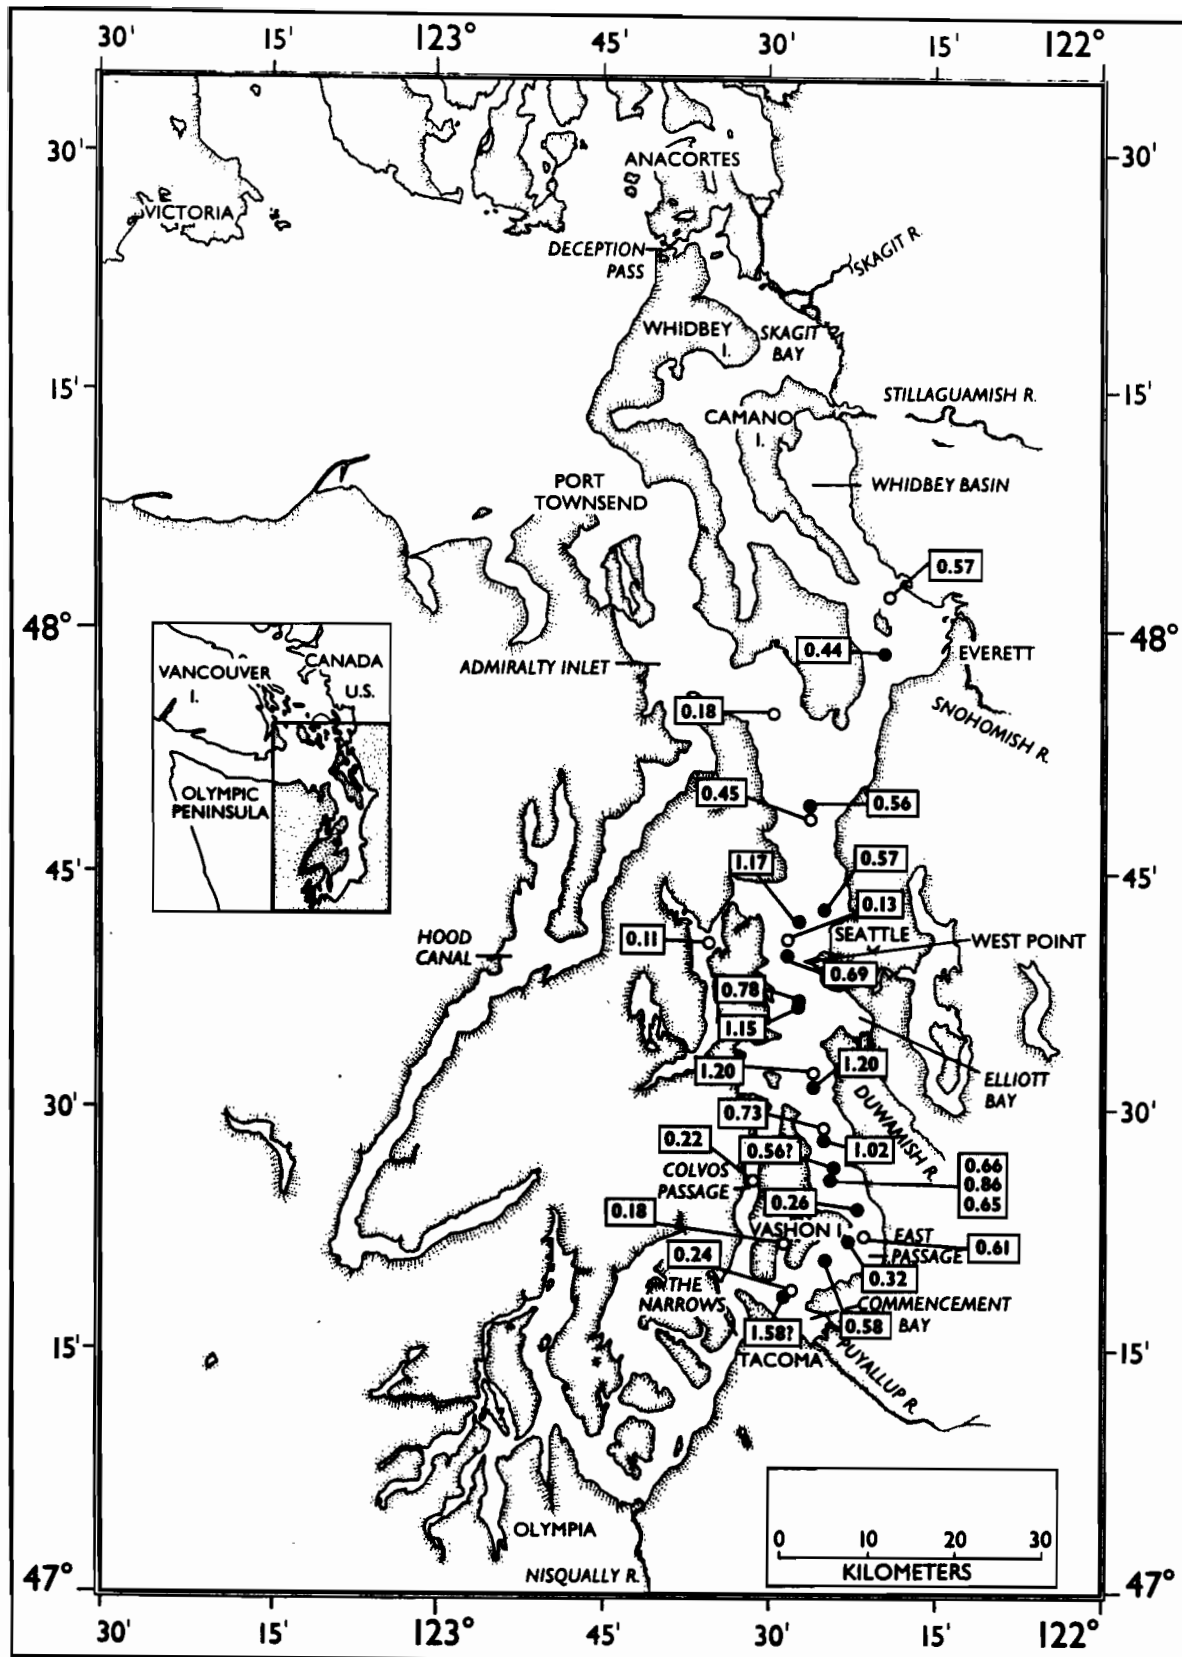 30'
15'
123°
45'
30'
15'
122°
30'
30'
ANACORTES
VICTORIA
DECEPTION
PASS
SKAGIT R.
WHIDBEY
I.
SKAGIT
BAY
15'
15'
STILLAGUAMISH R.
CAMANO
I.
PORT
TOWNSEND
WHIDBEY BASIN
0.57
48°
48°
ADMIRALTY INLET
0.44
EVERETT
SNOHOMISH R.
VANCOUVER
I.
CANADA
U.S.
OLYMPIC
PENINSULA
0.18
0.45
0.56
45'
45'
1.17
0.57
0.13
0.11
SEATTLE
WEST POINT
HOOD
CANAL
0.69
0.78
1.15
1.20
1.20
ELLIOTT
BAY
30'
30'
DUWAMISH R.
0.73
0.22
0.56?
1.02
COLVOS
PASSAGE
0.66
0.86
0.65
0.26
0.18
VASHON I.
EAST
PASSAGE
0.61
0.24
0.32
THE
NARROWS
COMMENCEMENT
BAY
1.58?
0.58
15'
15'
TACOMA
PUYALLUP R.
OLYMPIA
NISQUALLY R.
0
10
20
30
KILOMETERS
47°
47°
30'
15'
123°
45'
30'
15'
122°